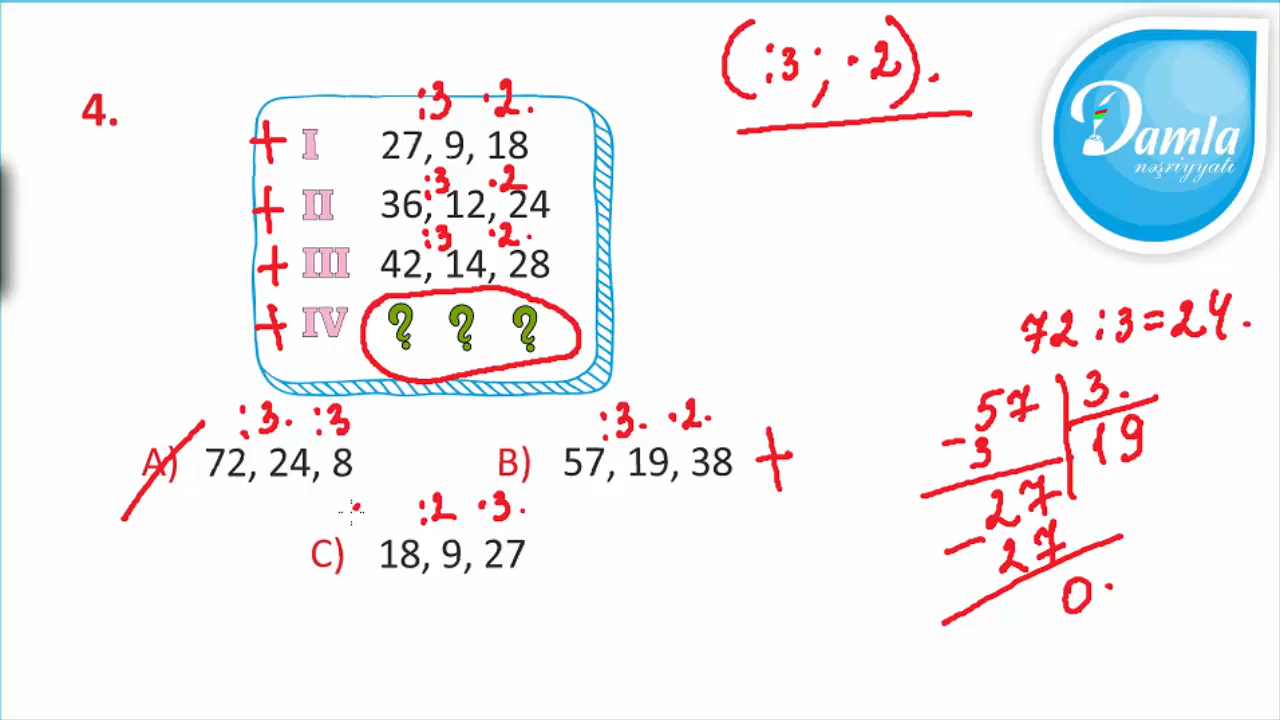 (:3; ·2).
Damla
nəşriyyatı
4.
:3 ·2.
+ I 27, 9, 18
:3 ·2
+ II 36, 12, 24
:3 ·2.
+ III 42, 14, 28
+ IV ? ? ?
:3. :3
A) 72, 24, 8
:3. ·2.
B) 57, 19, 38 +
:2 ·3.
C) 18, 9, 27
72:3=24.
57 3.
-3 19
27
-27
0.